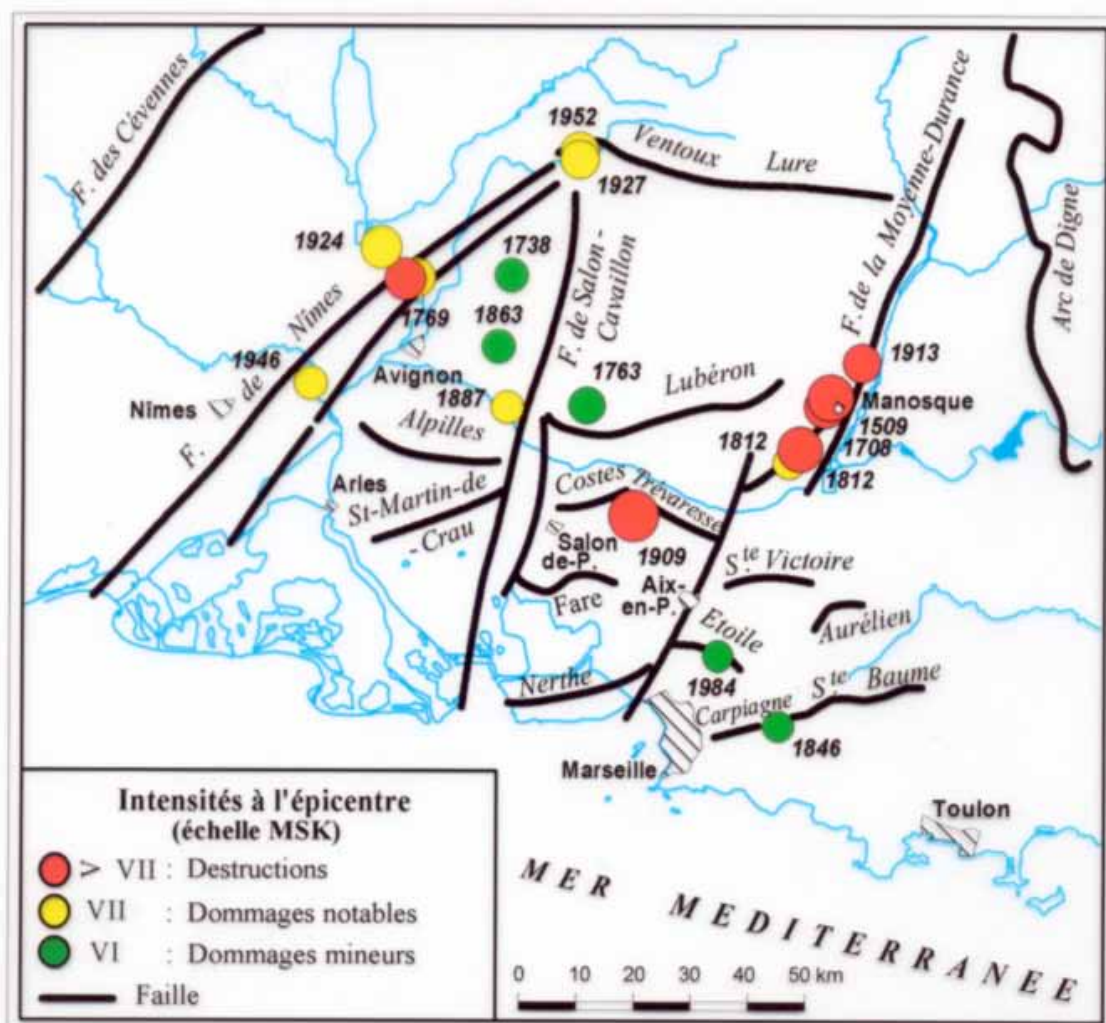 F. des Cévennes
1952
Ventoux
Lure
1927
F. de la Moyenne-Durance
Arc de Digne
1924
1738
F. de Nîmes
1769
1863
F. de Salon-
Cavaillon
1946
Nîmes
Avignon
1887
1763
Lubéron
1913
Manosque
1509
1708
1812
1812
Alpilles
Arles
St-Martin-de
-Crau
Costes
Trévaresse
Salon
de-P.
1909
Fare
Aix-
en-P.
S.te Victoire
Aurélien
Etoile
1984
Nerthe
Carpiagne
S.te Baume
1846
Marseille
Toulon
MER MEDITERRANEE
Intensités à l'épicentre
(échelle MSK)
> VII : Destructions
VII : Dommages notables
VI : Dommages mineurs
Faille
0 10 20 30 40 50 km